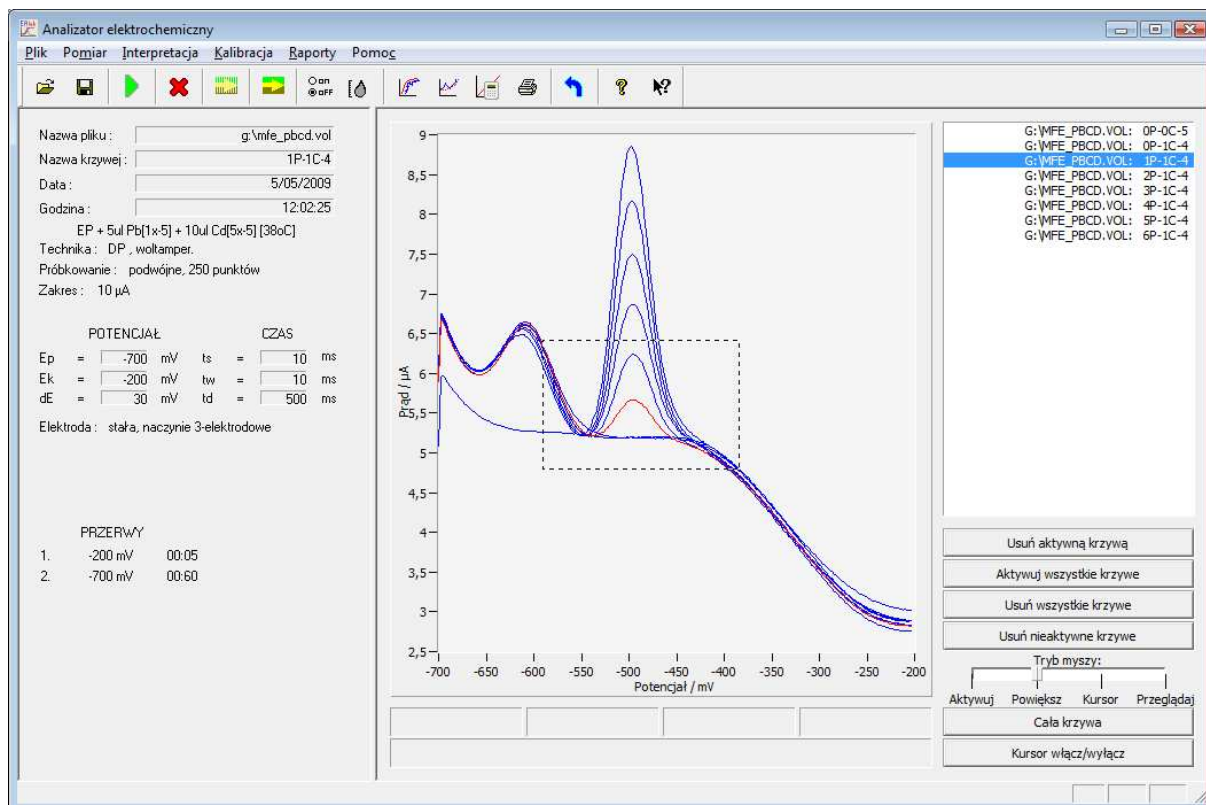 Analizator elektrochemiczny
Plik Pomiar Interpretacja Kalibracja Raporty Pomoc
on
off
Nazwa pliku : g:\mfe_pbcd.vol
Nazwa krzywej : 1P-1C-4
Data : 5/05/2009
Godzina : 12:02:25
EP + 5ul Pb[1x-5] + 10ul Cd[5x-5] [38oC]
Technika : DP , woltamper.
Próbkowanie : podwójne, 250 punktów
Zakres : 10 µA
POTENCJAŁ CZAS
Ep = -700 mV ts = 10 ms
Ek = -200 mV tw = 10 ms
dE = 30 mV td = 500 ms
Elektroda : stała, naczynie 3-elektrodowe
PRZERWY
1. -200 mV 00:05
2. -700 mV 00:60
Prąd / µA
9
8,5
8
7,5
7
6,5
6
5,5
5
4,5
4
3,5
3
2,5
-700 -650 -600 -550 -500 -450 -400 -350 -300 -250 -200
Potencjał / mV
G:\MFE_PBCD.VOL: 0P-0C-5
G:\MFE_PBCD.VOL: 0P-1C-4
G:\MFE_PBCD.VOL: 1P-1C-4
G:\MFE_PBCD.VOL: 2P-1C-4
G:\MFE_PBCD.VOL: 3P-1C-4
G:\MFE_PBCD.VOL: 4P-1C-4
G:\MFE_PBCD.VOL: 5P-1C-4
G:\MFE_PBCD.VOL: 6P-1C-4
Usuń aktywną krzywą
Aktywuj wszystkie krzywe
Usuń wszystkie krzywe
Usuń nieaktywne krzywe
Tryb myszy:
Aktywuj Powiększ Kursor Przeglądaj
Cała krzywa
Kursor włącz/wyłącz